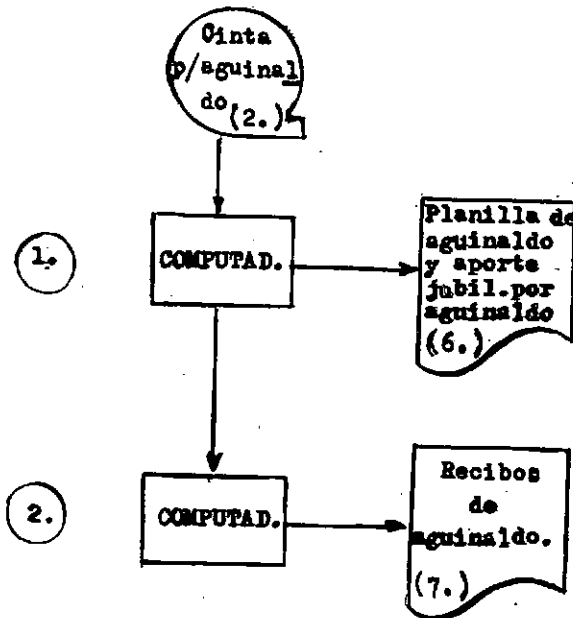 Cinta
p/aguinal
do (2.)
1.
COMPUTAD.
Planilla de
aguinaldo
y aporte
jubil.por
aguinaldo
(6.)
2.
COMPUTAD.
Recibos
de
aguinaldo.
(7.)